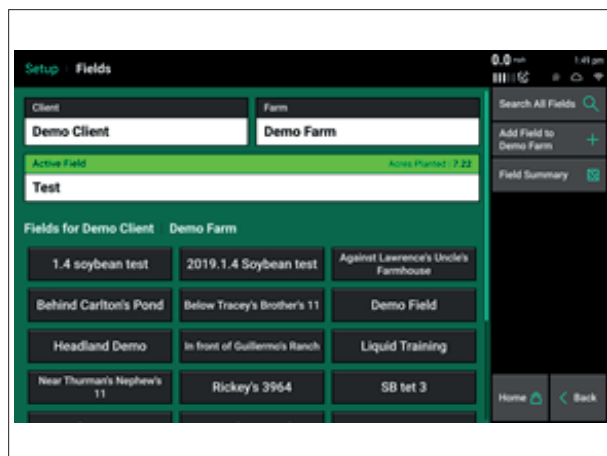 Setup Fields
0.0 mph
1:41 pm
Client
Farm
Demo Client
Demo Farm
Active Field
Acres Planted | 7.22
Test
Fields for Demo Client Demo Farm
1.4 soybean test
2019.1.4 Soybean test
Against Lawrence's Uncle's
Farmhouse
Behind Carlton's Pond
Below Tracey's Brother's 11
Demo Field
Headland Demo
In front of Guillermo's Ranch
Liquid Training
Near Thurman's Nephew's
11
Rickey's 3964
SB tet 3
Search All Fields
Add Field to
Demo Farm
Field Summary
Home
Back